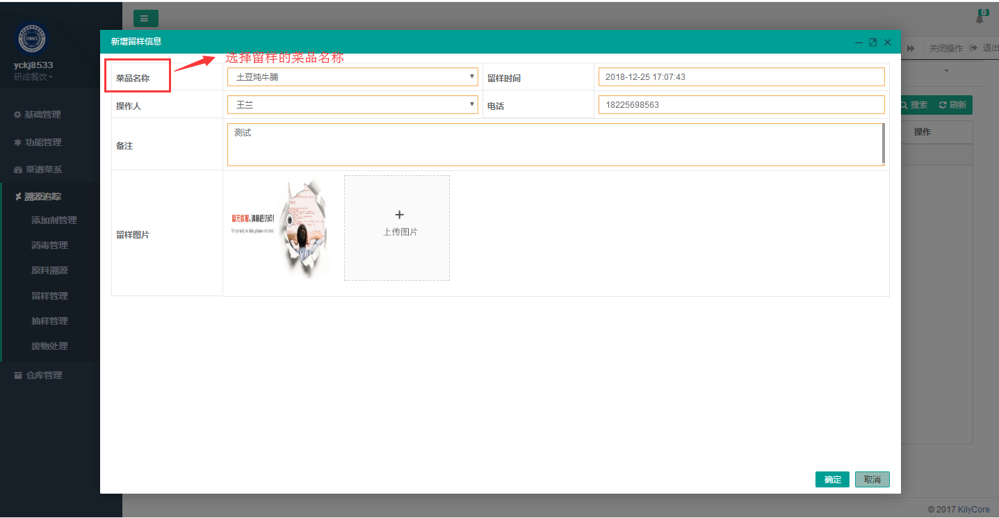 0
yckj8533
研成餐饮
基础管理
功能管理
菜谱菜系
溯源追踪
添加剂管理
消毒管理
原料溯源
留样管理
抽样管理
废物处理
仓库管理
关闭操作 退出
搜索 刷新
操作
新增留样信息
选择留样的菜品名称
菜品名称 土豆炖牛腩 留样时间 2018-12-25 17:07:43
操作人 王兰 电话 18225698563
备注 测试
留样图片
暂无数据,请稍后访问!
Temporarily no data, please visit later!
+
上传图片
确定 取消
© 2017 KilyCore